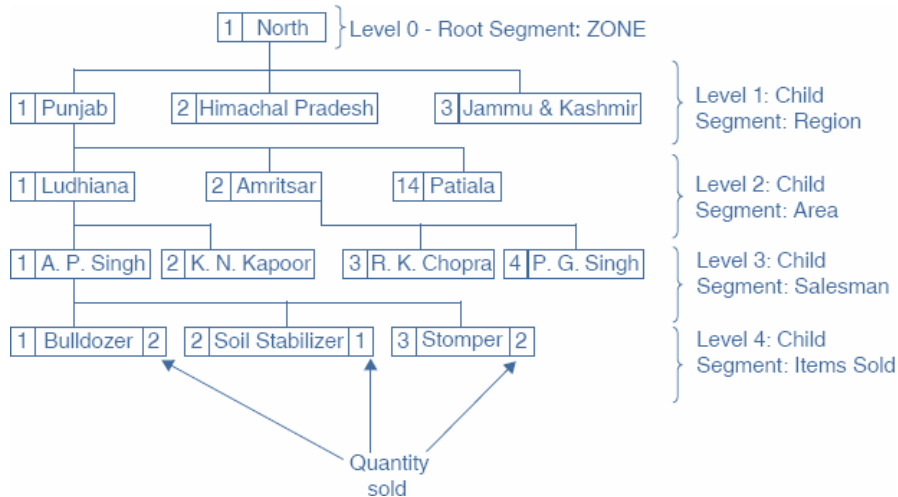 1 North Level 0 - Root Segment: ZONE
1 Punjab 2 Himachal Pradesh 3 Jammu & Kashmir
Level 1: Child
Segment: Region
1 Ludhiana 2 Amritsar 14 Patiala
Level 2: Child
Segment: Area
1 A. P. Singh 2 K. N. Kapoor 3 R. K. Chopra 4 P. G. Singh
Level 3: Child
Segment: Salesman
1 Bulldozer 2 2 Soil Stabilizer 1 3 Stomper 2
Level 4: Child
Segment: Items Sold
Quantity
sold